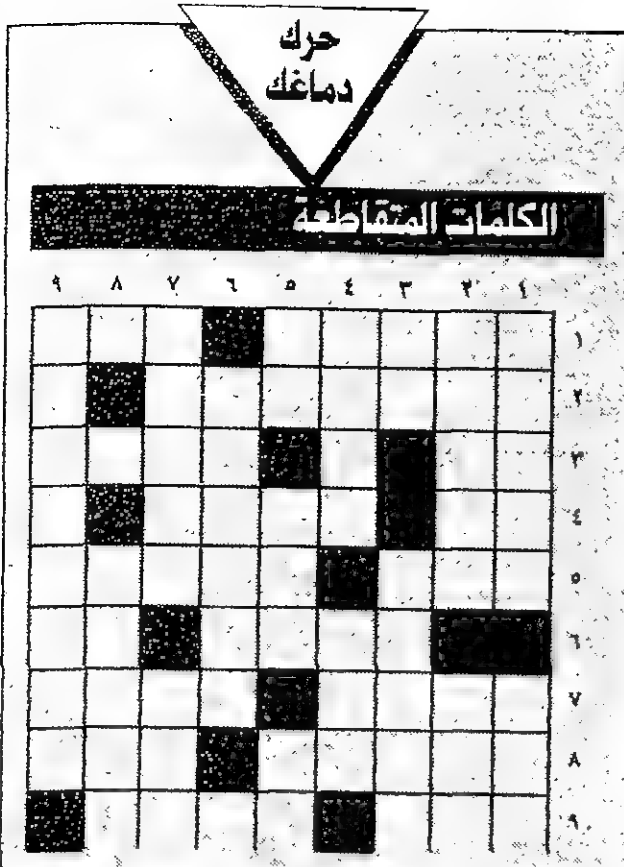 حرك
دماغك
الكلمات المتقاطعة
١ ٢ ٣ ٤ ٥ ٦ ٧ ٨ ٩
١
٢
٣
٤
٥
٦
٧
٨
٩